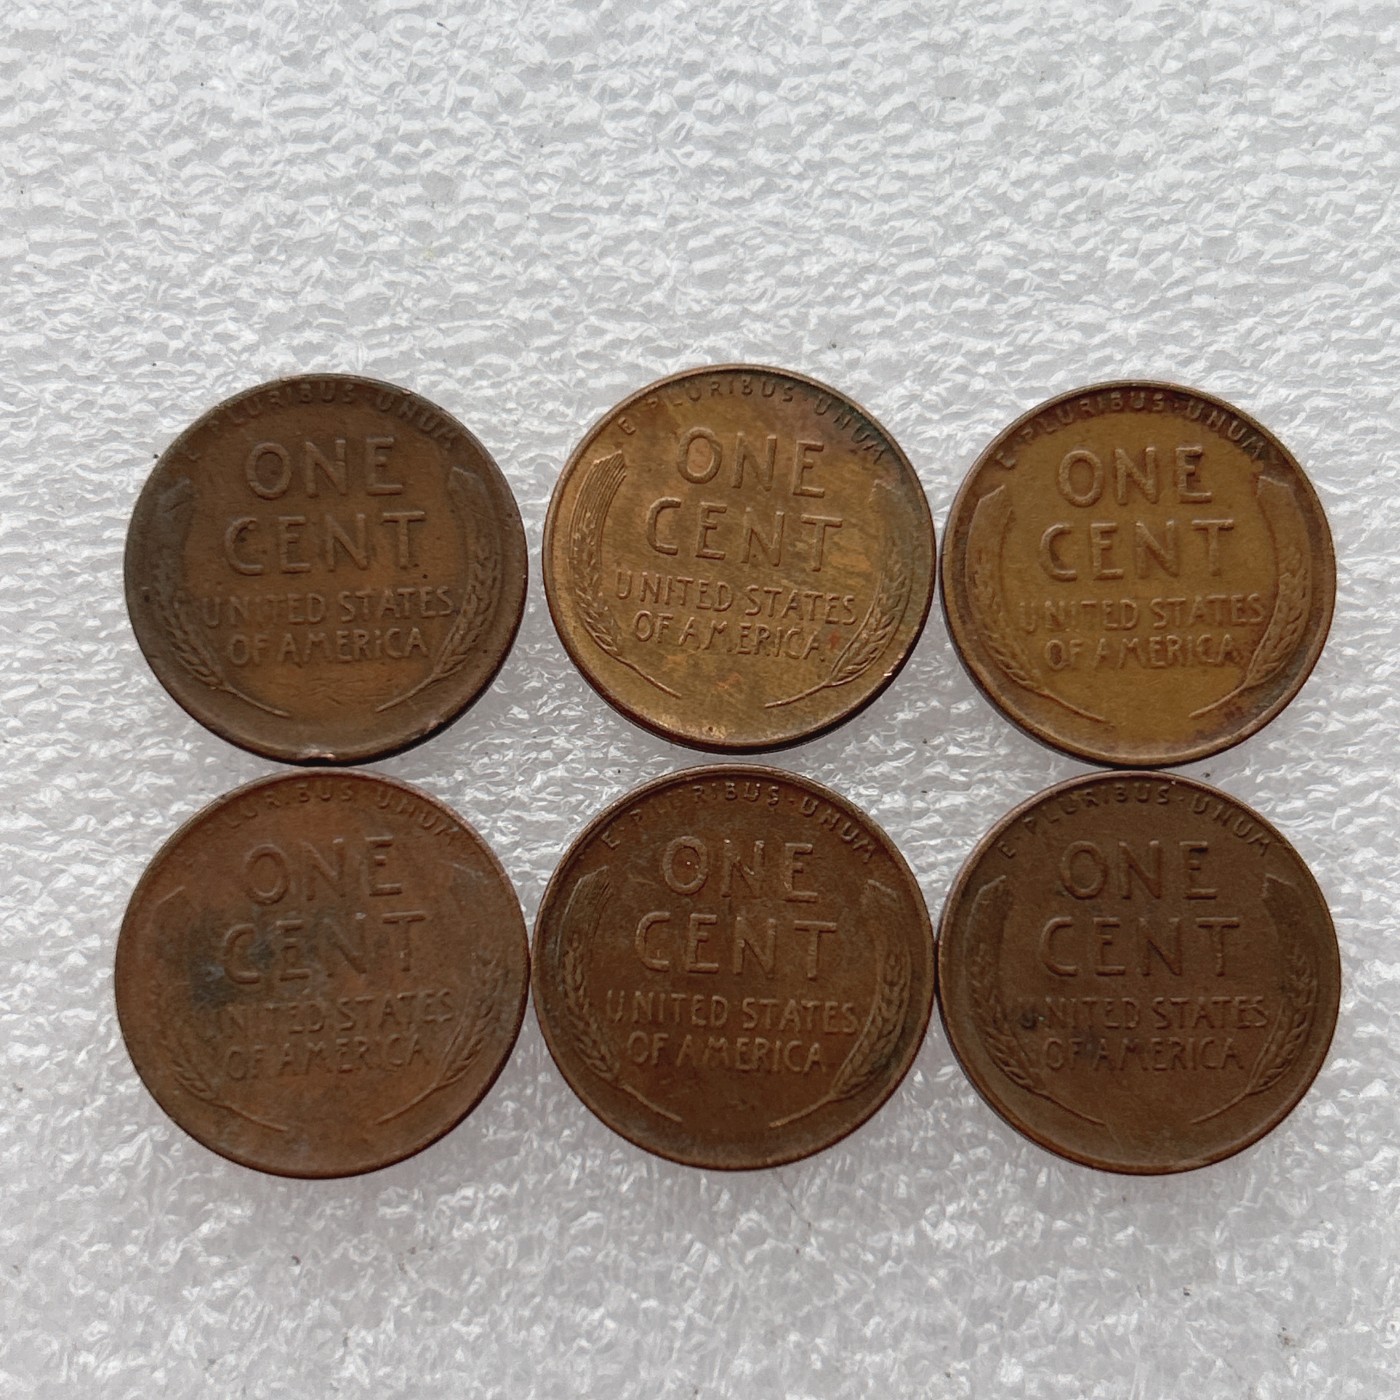 E · PLURIBUS · UNUM
ONE
CENT
UNITED STATES
OF AMERICA
E · PLURIBUS · UNUM
ONE
CENT
UNITED STATES
OF AMERICA
E · PLURIBUS · UNUM
ONE
CENT
UNITED STATES
OF AMERICA
E · PLURIBUS · UNUM
ONE
CENT
UNITED STATES
OF AMERICA
E · PLURIBUS · UNUM
ONE
CENT
UNITED STATES
OF AMERICA
E · PLURIBUS · UNUM
ONE
CENT
UNITED STATES
OF AMERICA